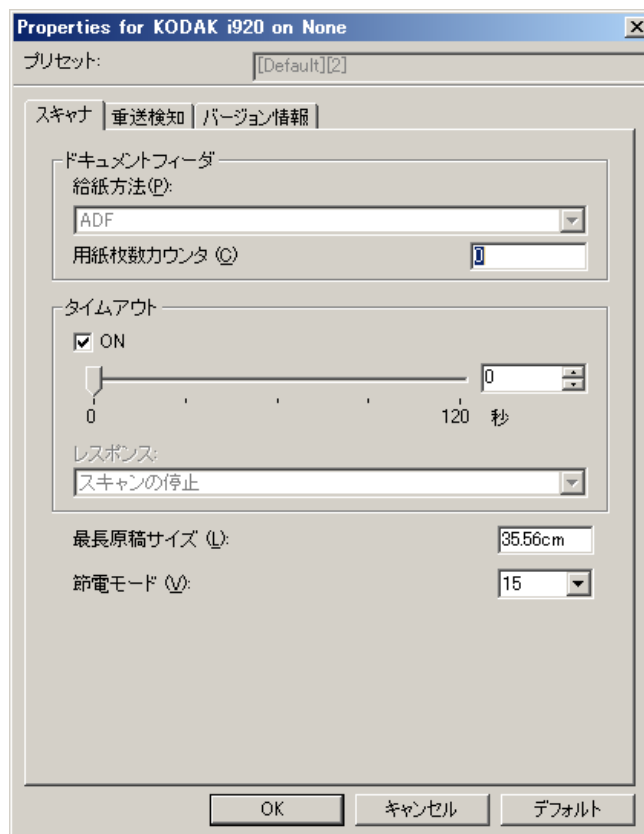 Properties for KODAK i920 on None
プリセット: [Default][2]
スキャナ 重送検知 バージョン情報
ドキュメントフィーダ
給紙方法(P):
ADF
用紙枚数カウンタ (C) 0
タイムアウト
ON
0
0 120 秒
レスポンス:
スキャンの停止
最長原稿サイズ (L): 35.56cm
節電モード (V): 15
OK キャンセル デフォルト